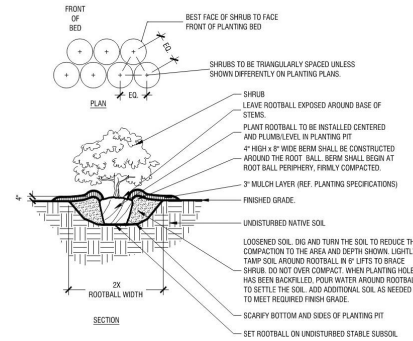 FRONT
OF
BED
BEST FACE OF SHRUB TO FACE
FRONT OF PLANTING BED
EQ.
SHRUBS TO BE TRIANGULARLY SPACED UNLESS
SHOWN DIFFERENTLY ON PLANTING PLANS.
EQ.
PLAN
SHRUB
LEAVE ROOTBALL EXPOSED AROUND BASE OF
STEMS.
PLANT ROOTBALL TO BE INSTALLED CENTERED
AND PLUMB/LEVEL IN PLANTING PIT
4" HIGH x 8" WIDE BERM SHALL BE CONSTRUCTED
AROUND THE ROOT BALL. BERM SHALL BEGIN AT
ROOT BALL PERIPHERY, FIRMLY COMPACTED.
3" MULCH LAYER (REF. PLANTING SPECIFICATIONS)
4"
FINISHED GRADE.
UNDISTURBED NATIVE SOIL
LOOSENED SOIL. DIG AND TURN THE SOIL TO REDUCE TH
COMPACTION TO THE AREA AND DEPTH SHOWN. LIGHTL
TAMP SOIL AROUND ROOTBALL IN 6" LIFTS TO BRACE
SHRUB. DO NOT OVER COMPACT. WHEN PLANTING HOLE
HAS BEEN BACKFILLED, POUR WATER AROUND ROOTBAL
TO SETTLE THE SOIL. ADD ADDITIONAL SOIL AS NEEDED
TO MEET REQUIRED FINISH GRADE.
2X
ROOTBALL WIDTH
SCARIFY BOTTOM AND SIDES OF PLANTING PIT
SECTION
SET ROOTBALL ON UNDISTURBED STABLE SUBSOIL